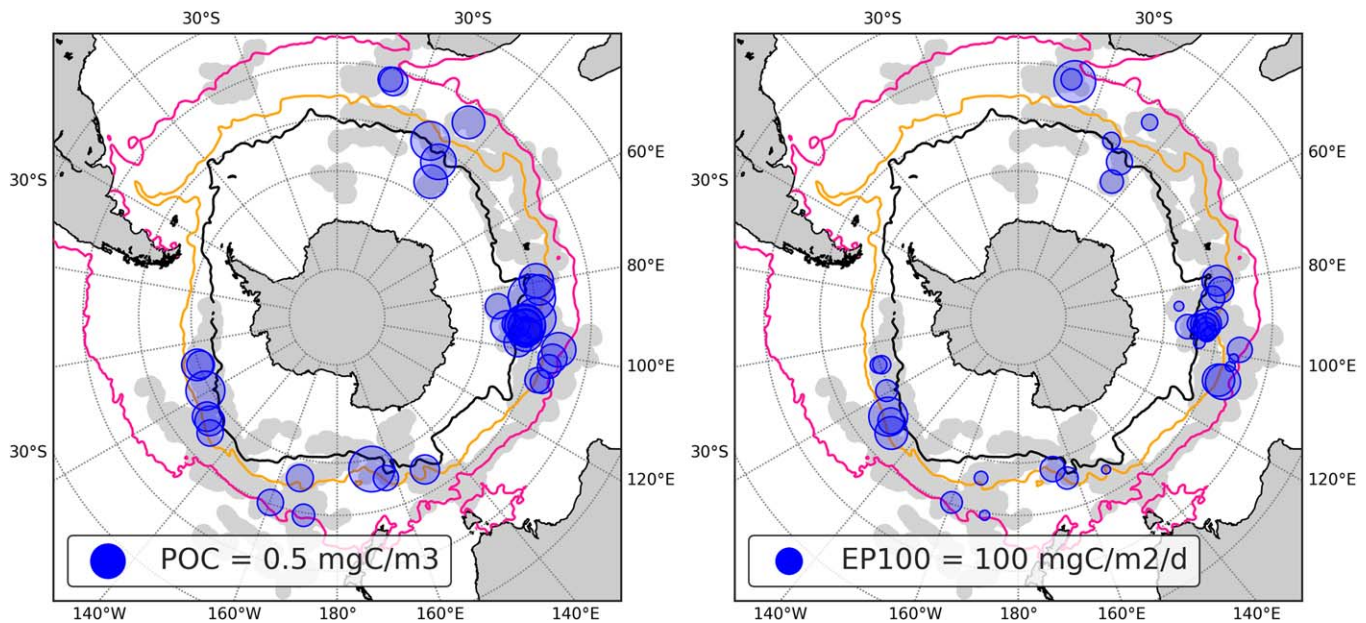 30°S 30°S 30°S 30°S
60°E 60°E
30°S 30°S
80°E 80°E
100°E 100°E
30°S 30°S
120°E 120°E
POC = 0.5 mgC/m3 EP100 = 100 mgC/m2/d
140°W 160°W 180° 160°E 140°E 140°W 160°W 180° 160°E 140°E